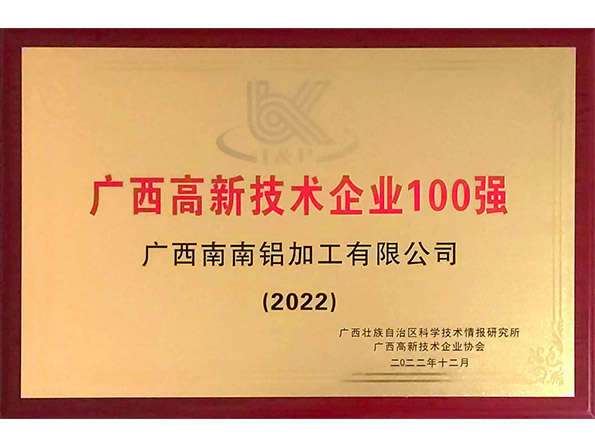 广西高新技术企业100强
广西南南铝加工有限公司
(2022)
广西壮族自治区科学技术情报研究所
广西高新技术企业协会
二〇二二年十二月